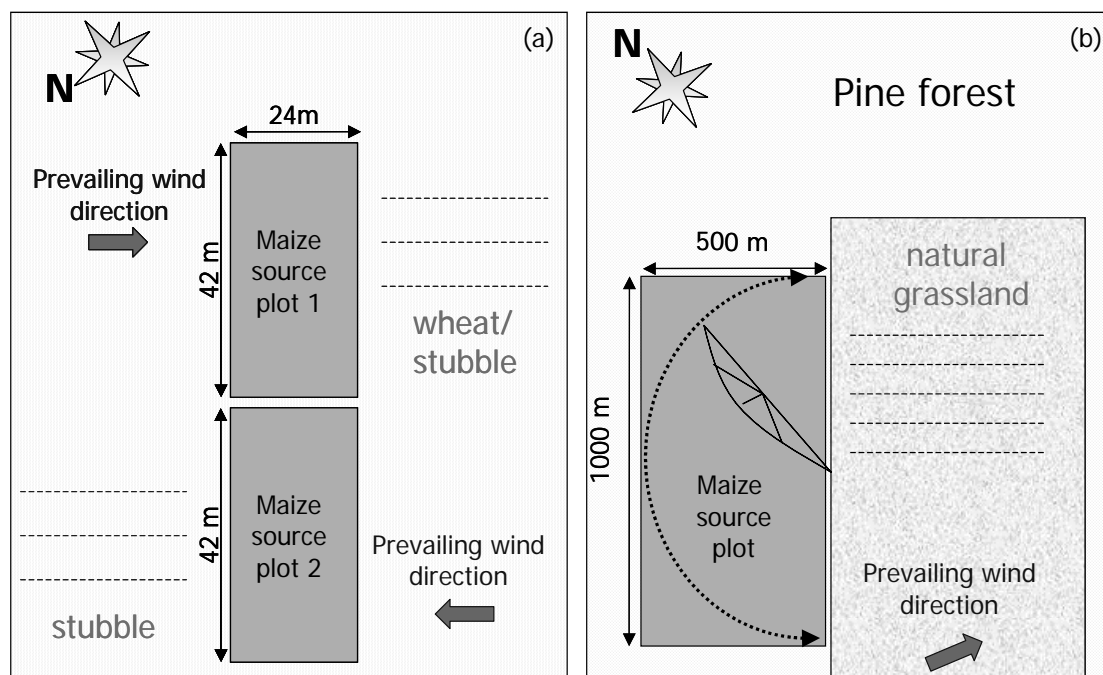 (a)
N
24m
Prevailing wind
direction
42 m
Maize
source
plot 1
wheat/
stubble
42 m
Maize
source
plot 2
Prevailing wind
direction
stubble
(b)
N
Pine forest
500 m
natural
grassland
1000 m
Maize
source
plot
Prevailing wind
direction